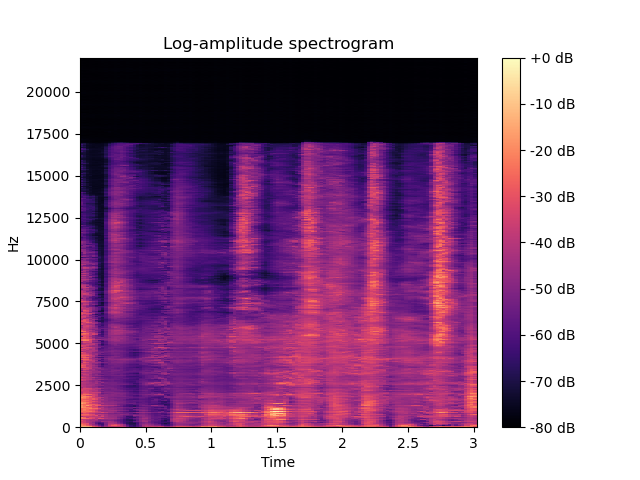 Log-amplitude spectrogram
+0 dB
20000
-10 dB
17500
-20 dB
15000
-30 dB
12500
Hz
-40 dB
10000
-50 dB
7500
-60 dB
5000
-70 dB
2500
0
-80 dB
0 0.5 1 1.5 2 2.5 3
Time